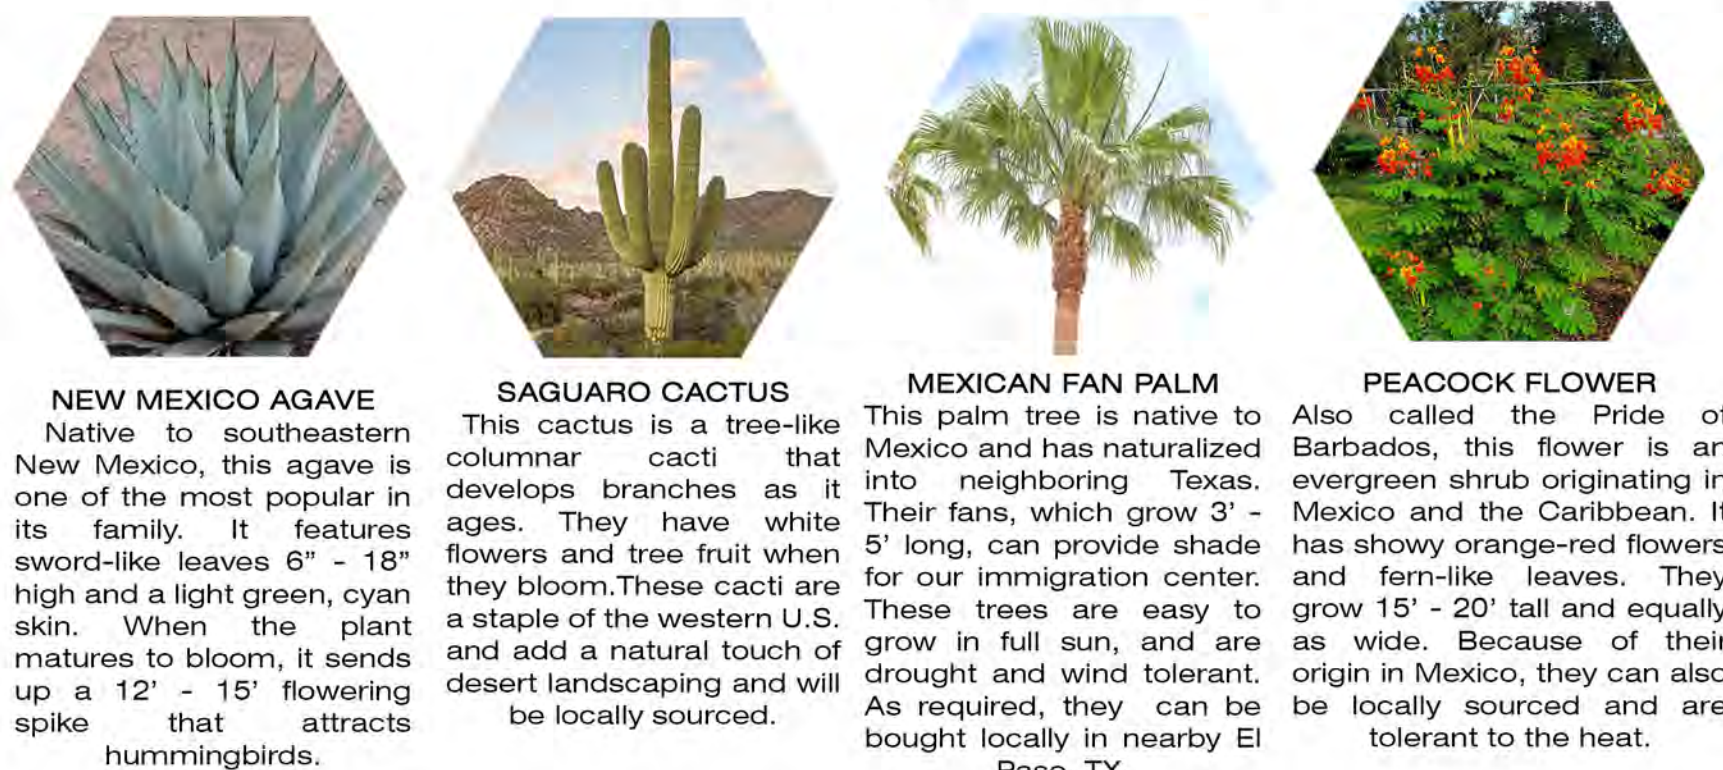 NEW MEXICO AGAVE
Native to southeastern
New Mexico, this agave is
one of the most popular in
its family. It features
sword-like leaves 6” - 18”
high and a light green, cyan
skin. When the plant
matures to bloom, it sends
up a 12’ - 15’ flowering
spike that attracts
hummingbirds.
SAGUARO CACTUS
This cactus is a tree-like
columnar cacti that
develops branches as it
ages. They have white
flowers and tree fruit when
they bloom.These cacti are
a staple of the western U.S.
and add a natural touch of
desert landscaping and will
be locally sourced.
MEXICAN FAN PALM
This palm tree is native to
Mexico and has naturalized
into neighboring Texas.
Their fans, which grow 3’ -
5’ long, can provide shade
for our immigration center.
These trees are easy to
grow in full sun, and are
drought and wind tolerant.
As required, they can be
bought locally in nearby El
Paso, TX
PEACOCK FLOWER
Also called the Pride of
Barbados, this flower is an
evergreen shrub originating in
Mexico and the Caribbean. It
has showy orange-red flowers
and fern-like leaves. They
grow 15’ - 20’ tall and equally
as wide. Because of their
origin in Mexico, they can also
be locally sourced and are
tolerant to the heat.